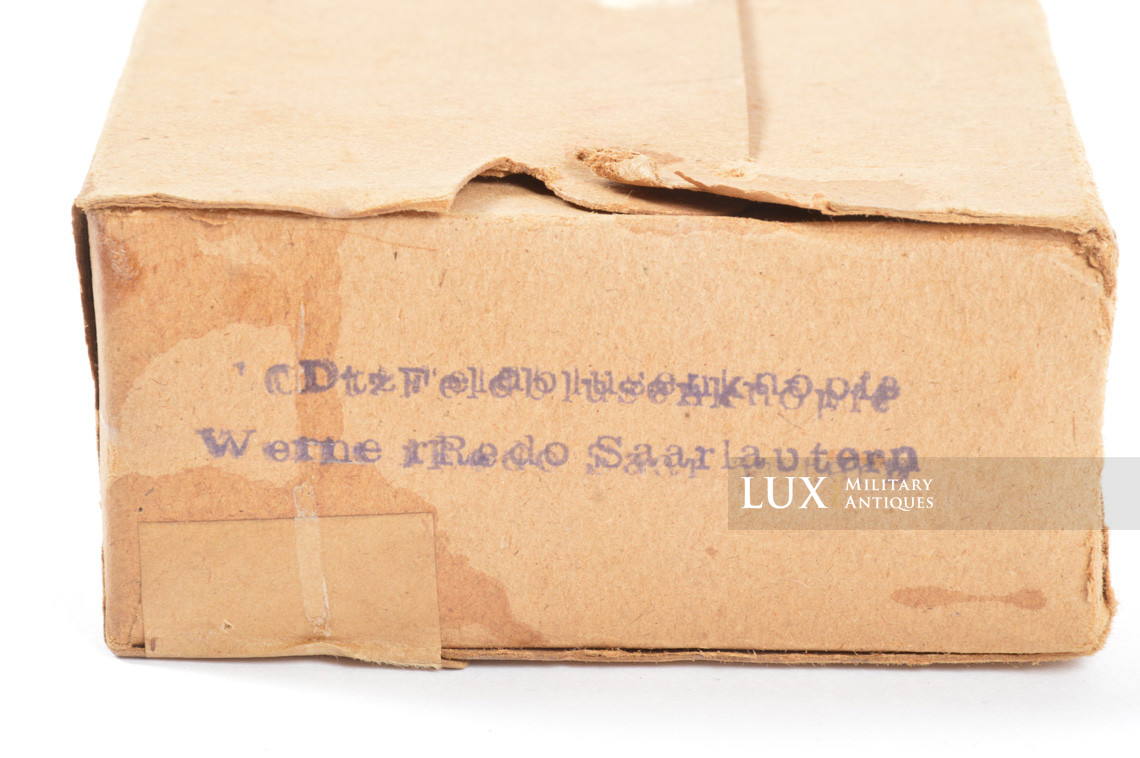 Dtz Feldblusenknöpfe
Werner Redo Saarlautern
LUX MILITARY
ANTIQUES